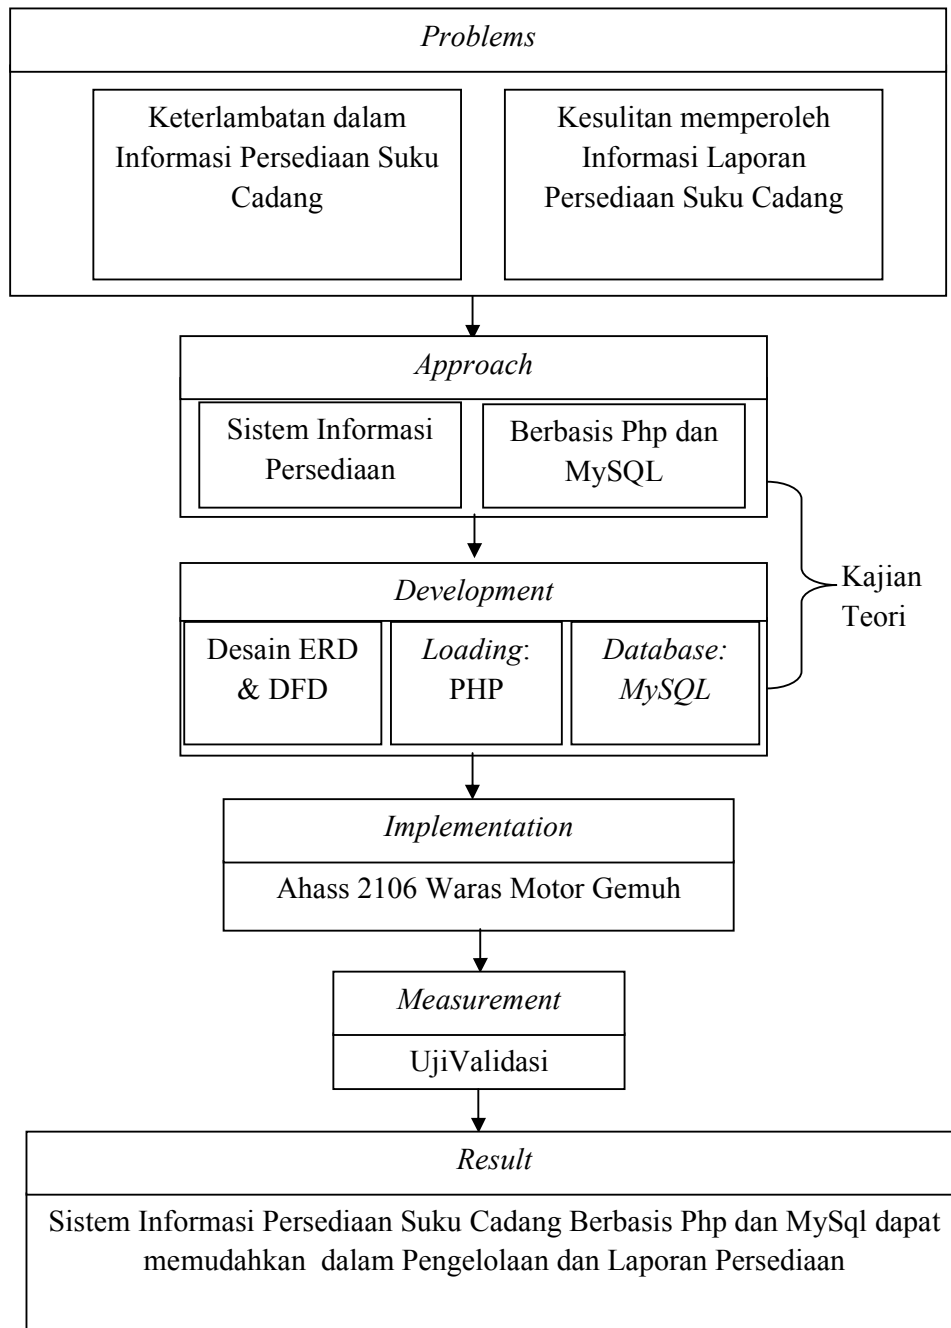 Problems
Keterlambatan dalam
Informasi Persediaan Suku
Cadang
Kesulitan memperoleh
Informasi Laporan
Persediaan Suku Cadang
Approach
Sistem Informasi
Persediaan
Berbasis Php dan
MySQL
Kajian
Teori
Development
Desain ERD
& DFD
Loading:
PHP
Database:
MySQL
Implementation
Ahass 2106 Waras Motor Gemuh
Measurement
UjiValidasi
Result
Sistem Informasi Persediaan Suku Cadang Berbasis Php dan MySql dapat
memudahkan dalam Pengelolaan dan Laporan Persediaan